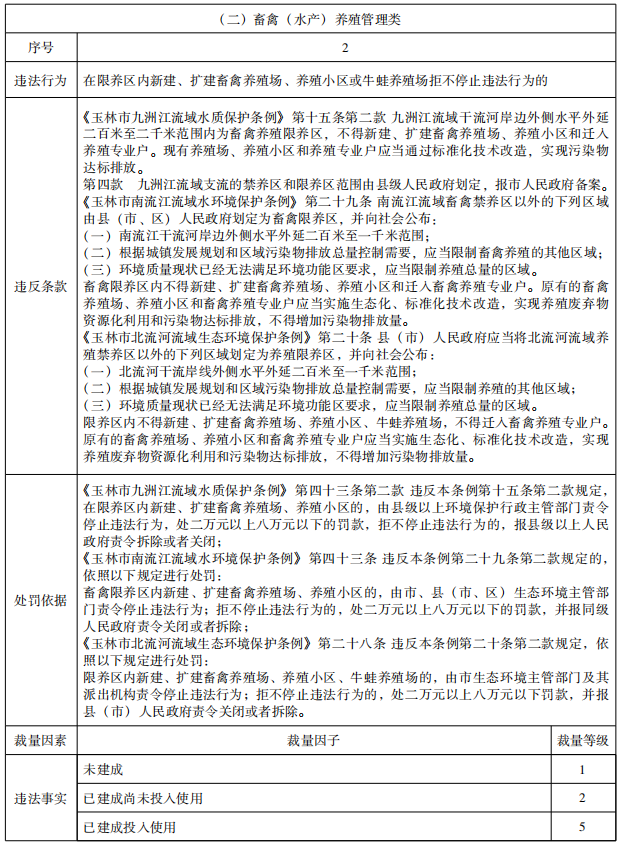 （二）畜禽（水产）养殖管理类
序号
2
违法行为
在限养区内新建、扩建畜禽养殖场、养殖小区或牛蛙养殖场拒不停止违法行为的
违反条款
《玉林市九洲江流域水质保护条例》第十五条第二款 九洲江流域干流河岸边外侧水平外延
二百米至二千米范围内为畜禽养殖限养区，不得新建、扩建畜禽养殖场、养殖小区和迁入
养殖专业户。现有养殖场、养殖小区和养殖专业户应当通过标准化技术改造，实现污染物
达标排放。
第四款 九洲江流域支流的禁养区和限养区范围由县级人民政府划定，报市人民政府备案。
《玉林市南流江流域水环境保护条例》第二十九条 南流江流域畜禽禁养区以外的下列区域
由县（市、区）人民政府划定为畜禽限养区，并向社会公布：
（一）南流江干流河岸边外侧水平外延二百米至一千米范围；
（二）根据城镇发展规划和区域污染物排放总量控制需要，应当限制畜禽养殖的其他区域；
（三）环境质量现状已经无法满足环境功能区要求，应当限制养殖总量的区域。
畜禽限养区内不得新建、扩建畜禽养殖场、养殖小区和迁入畜禽养殖专业户。原有的畜禽
养殖场、养殖小区和畜禽养殖专业户应当实施生态化、标准化技术改造，实现养殖废弃物
资源化利用和污染物达标排放，不得增加污染物排放量。
《玉林市北流河流域生态环境保护条例》第二十条 县（市）人民政府应当将北流河流域养
殖禁养区以外的下列区域划定为养殖限养区，并向社会公布：
（一）北流河干流岸线外侧水平外延二百米至一千米范围；
（二）根据城镇发展规划和区域污染物排放总量控制需要，应当限制养殖的其他区域；
（三）环境质量现状已经无法满足环境功能区要求，应当限制养殖总量的区域。
限养区内不得新建、扩建畜禽养殖场、养殖小区、牛蛙养殖场，不得迁入畜禽养殖专业户。
原有的畜禽养殖场、养殖小区和畜禽养殖专业户应当实施生态化、标准化技术改造，实现
养殖废弃物资源化利用和污染物达标排放，不得增加污染物排放量。
处罚依据
《玉林市九洲江流域水质保护条例》第四十三条第二款 违反本条例第十五条第二款规定，
在限养区内新建、扩建畜禽养殖场、养殖小区的，由县级以上环境保护行政主管部门责令
停止违法行为，处二万元以上八万元以下的罚款，拒不停止违法行为的，报县级以上人民
政府责令拆除或者关闭；
《玉林市南流江流域水环境保护条例》第四十三条 违反本条例第二十九条第二款规定的，
依照以下规定进行处罚：
畜禽限养区内新建、扩建畜禽养殖场、养殖小区的，由市、县（市、区）生态环境主管部
门责令停止违法行为；拒不停止违法行为的，处二万元以上八万元以下的罚款，并报同级
人民政府责令关闭或者拆除；
《玉林市北流河流域生态环境保护条例》第二十八条 违反本条例第二十条第二款规定，依
照以下规定进行处罚：
限养区内新建、扩建畜禽养殖场、养殖小区、牛蛙养殖场的，由市生态环境主管部门及其
派出机构责令停止违法行为；拒不停止违法行为的，处二万元以上八万元以下罚款，并报
县（市）人民政府责令关闭或者拆除。
裁量因素
裁量因子
裁量等级
违法事实
未建成
1
已建成尚未投入使用
2
已建成投入使用
5